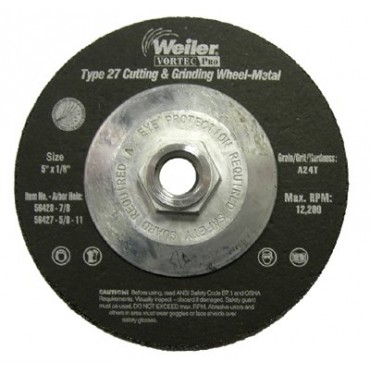 Weiler
VORTEC Pro
Type 27 Cutting & Grinding Wheel-Metal
Size
5" x 1/8"
Item No. - Arbor Hole:
56426 - 7/8
56427 - 5/8 - 11
Grain/Grit/Hardness:
A24T
Max. RPM:
12,200
EYE PROTECTION REQUIRED
SAFETY GUARD REQUIRED
CAUTION! Before using, read ANSI Safety Code B7.1 and OSHA
Requirements. Visually inspect - discard if damaged. Safety guard
must be used. DO NOT EXCEED max. RPM. Abrasive users and
others in area must wear goggles or face shields over
safety glasses.